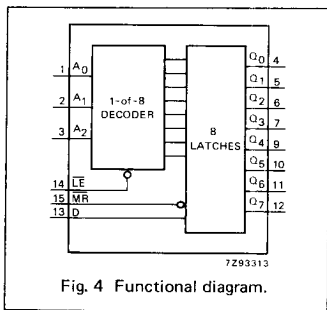 1 A0
2 A1
3 A2
1-of-8
DECODER
14 LE
15 MR
13 D
8
LATCHES
Q0 4
Q1 5
Q2 6
Q3 7
Q4 9
Q5 10
Q6 11
Q7 12
7Z93313
Fig. 4 Functional diagram.